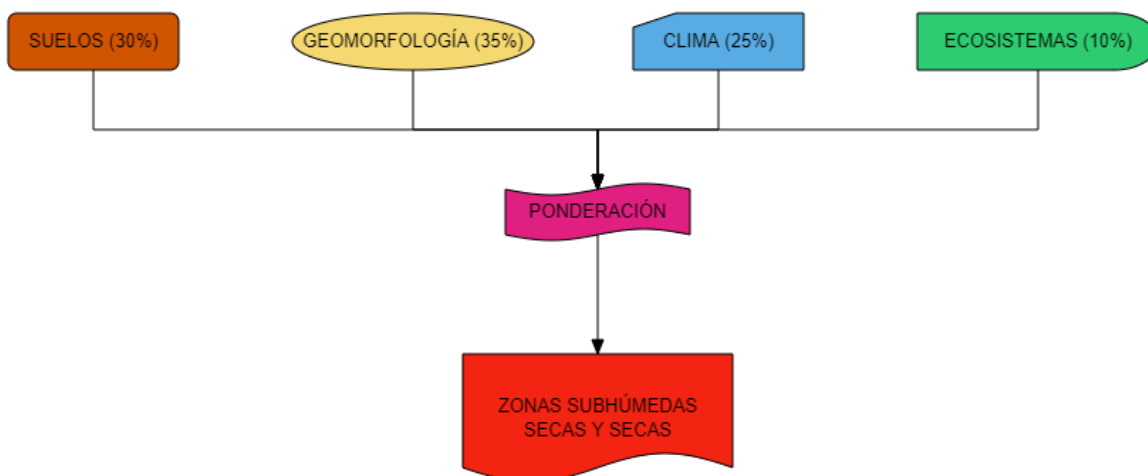 SUELOS (30%)
GEOMORFOLOGÍA (35%)
CLIMA (25%)
ECOSISTEMAS (10%)
PONDERACIÓN
ZONAS SUBHÚMEDAS
SECAS Y SECAS